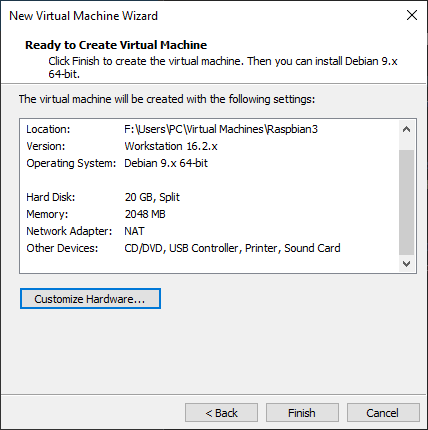 New Virtual Machine Wizard
Ready to Create Virtual Machine
Click Finish to create the virtual machine. Then you can install Debian 9.x
64-bit.
The virtual machine will be created with the following settings:
Location: F:\Users\PC\Virtual Machines\Raspbian3
Version: Workstation 16.2.x
Operating System: Debian 9.x 64-bit
Hard Disk: 20 GB, Split
Memory: 2048 MB
Network Adapter: NAT
Other Devices: CD/DVD, USB Controller, Printer, Sound Card
Customize Hardware...
< Back Finish Cancel